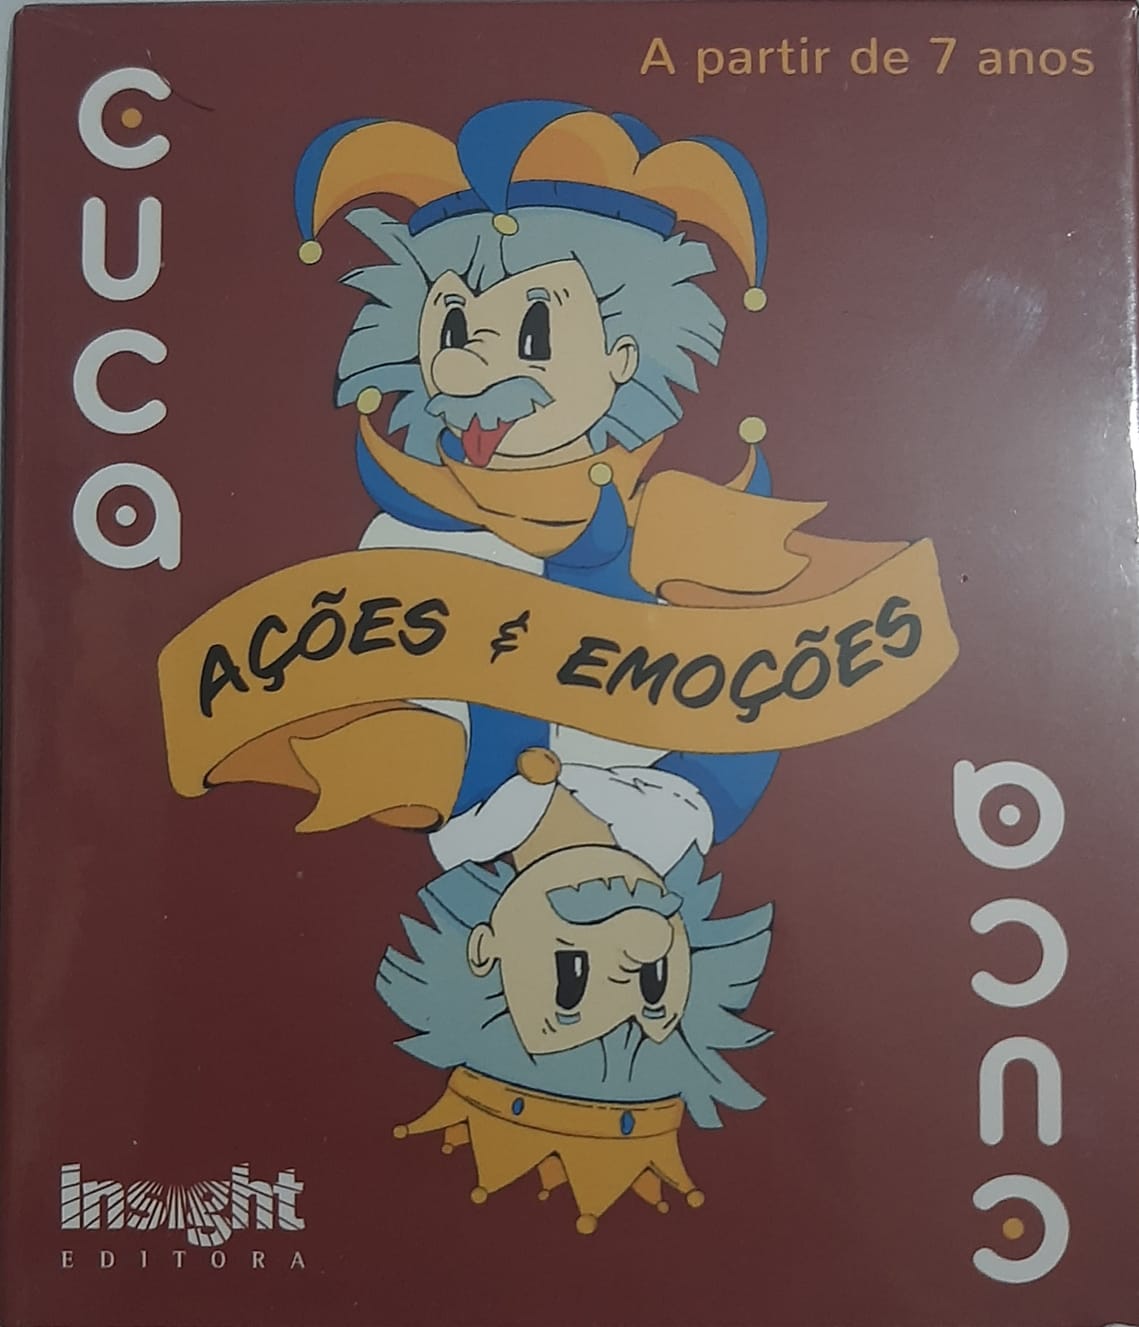 A partir de 7 anos
cuca
AÇÕES & EMOÇÕES
cuca
Insight
EDITORA